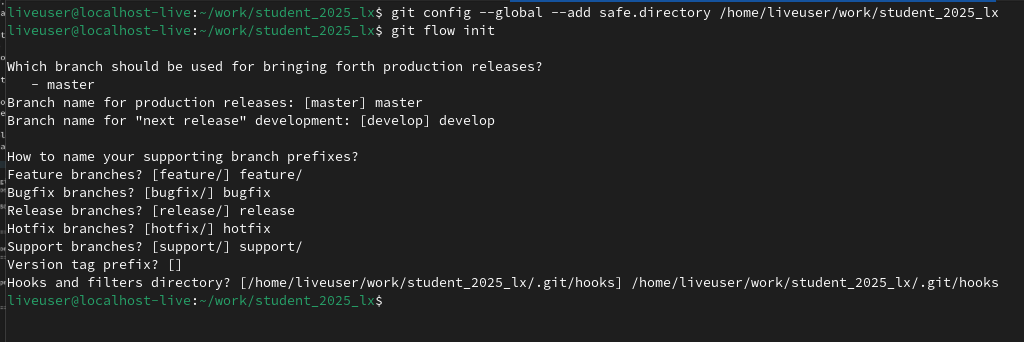 liveuser@localhost-live:~/work/student_2025_lx$ git config --global --add safe.directory /home/liveuser/work/student_2025_lx
liveuser@localhost-live:~/work/student_2025_lx$ git flow init
Which branch should be used for bringing forth production releases?
   - master
Branch name for production releases: [master] master
Branch name for "next release" development: [develop] develop
How to name your supporting branch prefixes?
Feature branches? [feature/] feature/
Bugfix branches? [bugfix/] bugfix
Release branches? [release/] release
Hotfix branches? [hotfix/] hotfix
Support branches? [support/] support/
Version tag prefix? []
Hooks and filters directory? [/home/liveuser/work/student_2025_lx/.git/hooks] /home/liveuser/work/student_2025_lx/.git/hooks
liveuser@localhost-live:~/work/student_2025_lx$